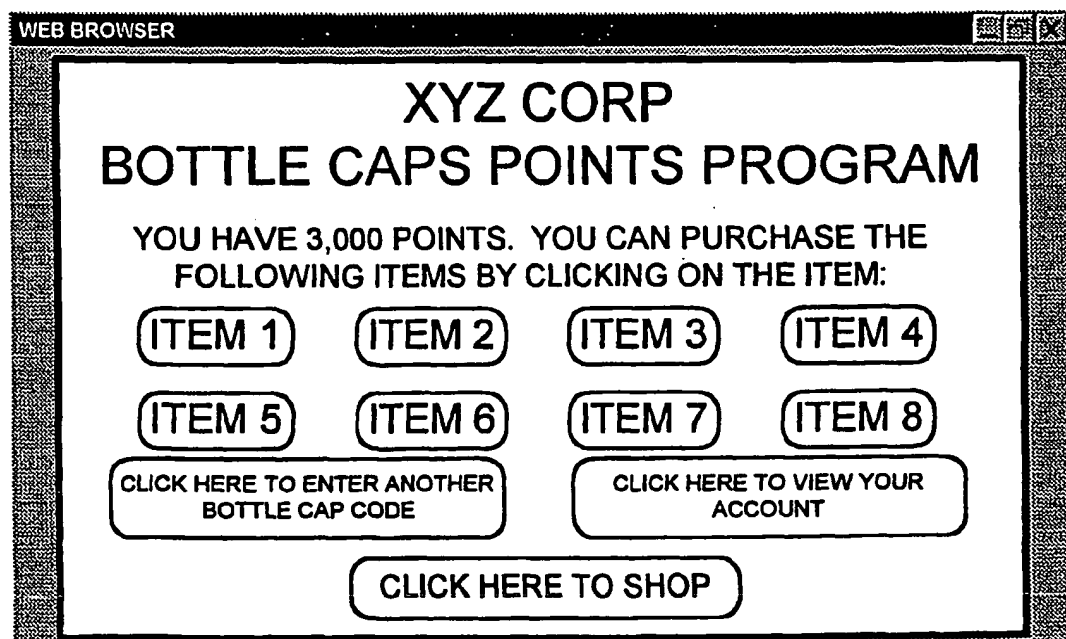 WEB BROWSER
XYZ CORP
BOTTLE CAPS POINTS PROGRAM
YOU HAVE 3,000 POINTS. YOU CAN PURCHASE THE
FOLLOWING ITEMS BY CLICKING ON THE ITEM:
ITEM 1 ITEM 2 ITEM 3 ITEM 4
ITEM 5 ITEM 6 ITEM 7 ITEM 8
CLICK HERE TO ENTER ANOTHER
BOTTLE CAP CODE
CLICK HERE TO VIEW YOUR
ACCOUNT
CLICK HERE TO SHOP